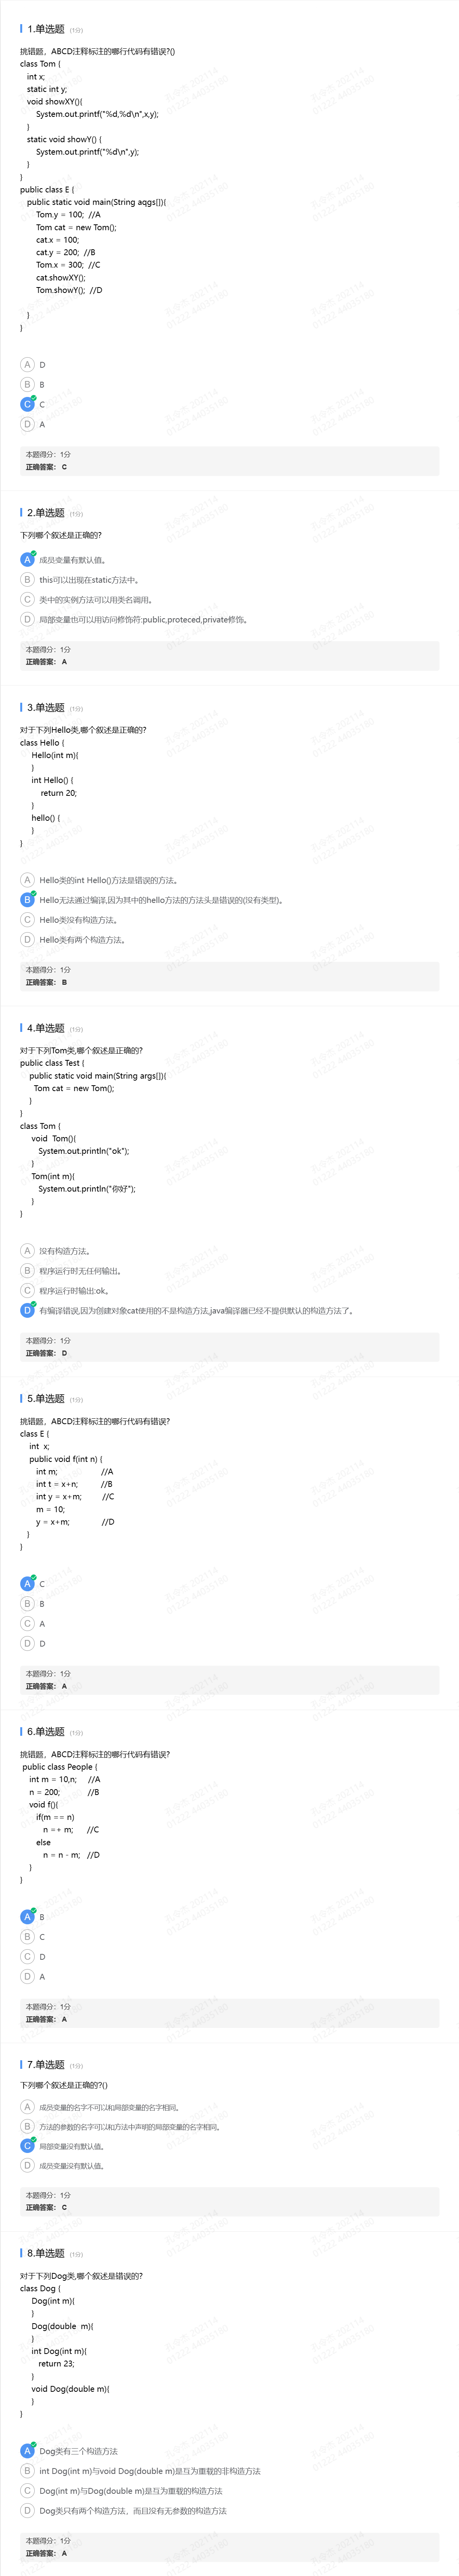 1.单选题 (1分)
挑错题，ABCD注释标注的哪行代码有错误?()
class Tom {
int x;
static int y;
void showXY(){
System.out.printf("%d,%d\n",x,y);
}
static void showY() {
System.out.printf("%d\n",y);
}
}
public class E {
public static void main(String aqgs[]){
Tom.y = 100; //A
Tom cat = new Tom();
cat.x = 100;
cat.y = 200; //B
Tom.x = 300; //C
cat.showXY();
Tom.showY(); //D
}
}
A D
B B
C C
D A
本题得分：1分
正确答案： C
2.单选题 (1分)
下列哪个叙述是正确的?
A 成员变量有默认值。
B this可以出现在static方法中。
C 类中的实例方法可以用类名调用。
D 局部变量也可以用访问修饰符:public,proteced,private修饰。
本题得分：1分
正确答案： A
3.单选题 (1分)
对于下列Hello类,哪个叙述是正确的?
class Hello {
Hello(int m){
}
int Hello() {
return 20;
}
hello() {
}
}
A Hello类的int Hello()方法是错误的方法。
B Hello无法通过编译,因为其中的hello方法的方法头是错误的(没有类型)。
C Hello类没有构造方法。
D Hello类有两个构造方法。
本题得分：1分
正确答案： B
4.单选题 (1分)
对于下列Tom类,哪个叙述是正确的?
public class Test {
public static void main(String args[]){
Tom cat = new Tom();
}
}
class Tom {
void Tom(){
System.out.println("ok");
}
Tom(int m){
System.out.println("你好");
}
}
A 没有构造方法。
B 程序运行时无任何输出。
C 程序运行时输出:ok。
D 有编译错误,因为创建对象cat使用的不是构造方法,java编译器已经不提供默认的构造方法了。
本题得分：1分
正确答案： D
5.单选题 (1分)
挑错题，ABCD注释标注的哪行代码有错误?
class E {
int x;
public void f(int n) {
int m; //A
int t = x+n; //B
int y = x+m; //C
m = 10;
y = x+m; //D
}
}
A C
B B
C A
D D
本题得分：1分
正确答案： A
6.单选题 (1分)
挑错题，ABCD注释标注的哪行代码有错误?
public class People {
int m = 10,n; //A
n = 200; //B
void f(){
if(m == n)
n =+ m; //C
else
n = n - m; //D
}
}
A B
B C
C D
D A
本题得分：1分
正确答案： A
7.单选题 (1分)
下列哪个叙述是正确的?()
A 成员变量的名字不可以和局部变量的名字相同。
B 方法的参数的名字可以和方法中声明的局部变量的名字相同。
C 局部变量没有默认值。
D 成员变量没有默认值。
本题得分：1分
正确答案： C
8.单选题 (1分)
对于下列Dog类,哪个叙述是错误的?
class Dog {
Dog(int m){
}
Dog(double m){
}
int Dog(int m){
return 23;
}
void Dog(double m){
}
}
A Dog类有三个构造方法
B int Dog(int m)与void Dog(double m)是互为重载的非构造方法
C Dog(int m)与Dog(double m)是互为重载的构造方法
D Dog类只有两个构造方法，而且没有无参数的构造方法
本题得分：1分
正确答案： A